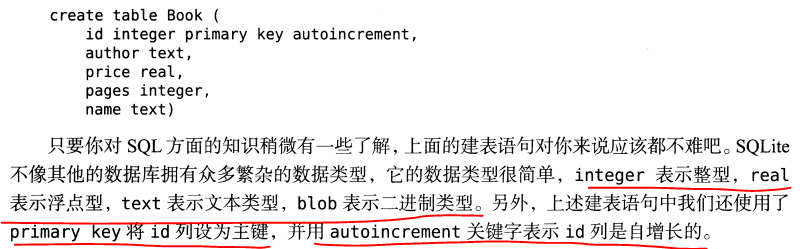 create table Book (
id integer primary key autoincrement,
author text,
price real,
pages integer,
name text)
只要你对 SQL 方面的知识稍微有一些了解，上面的建表语句对你来说应该都不难吧。SQLite
不像其他的数据库拥有众多繁杂的数据类型，它的数据类型很简单，integer 表示整型，real
表示浮点型，text 表示文本类型，blob 表示二进制类型。另外，上述建表语句中我们还使用了
primary key 将 id 列设为主键，并用 autoincrement 关键字表示 id 列是自增长的。